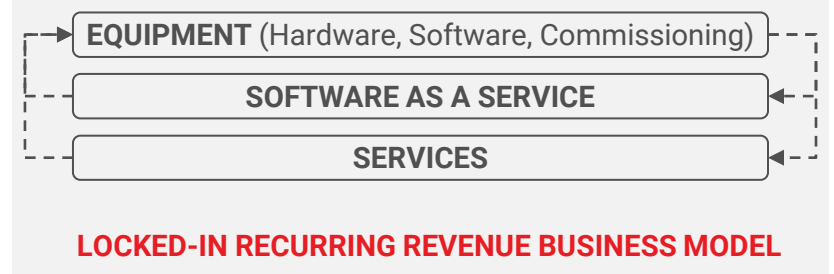 EQUIPMENT (Hardware, Software, Commissioning)
SOFTWARE AS A SERVICE
SERVICES
LOCKED-IN RECURRING REVENUE BUSINESS MODEL